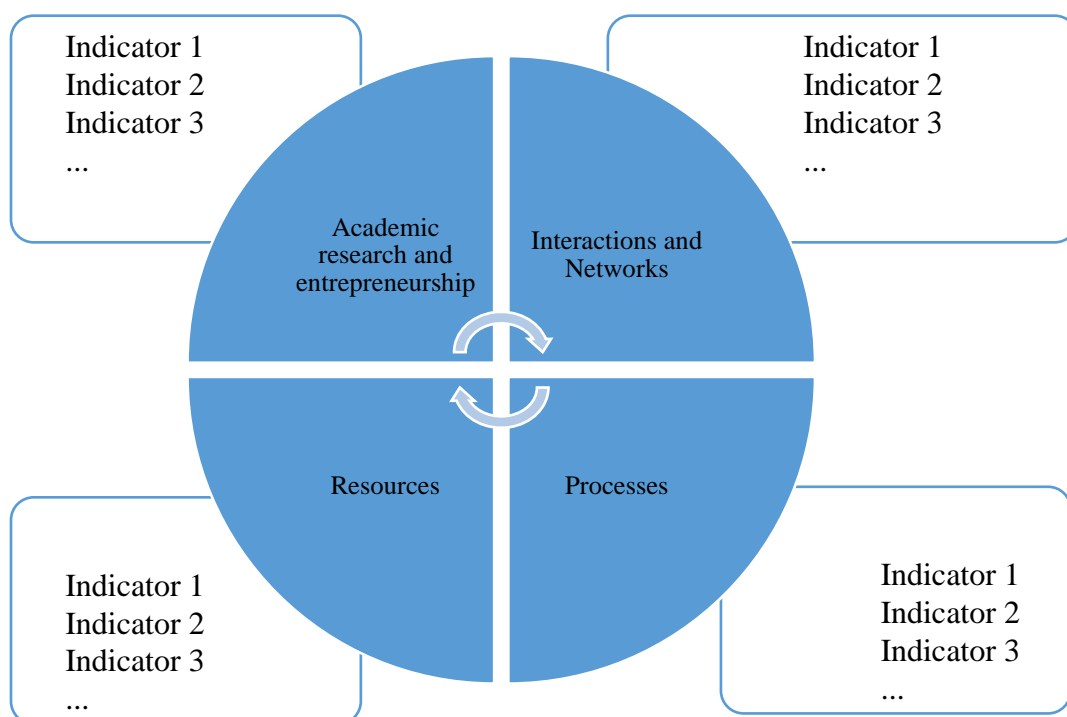 Indicator 1
Indicator 2
Indicator 3
...
Indicator 1
Indicator 2
Indicator 3
...
Academic
research and
entrepreneurship
Interactions and
Networks
Resources
Processes
Indicator 1
Indicator 2
Indicator 3
...
Indicator 1
Indicator 2
Indicator 3
...